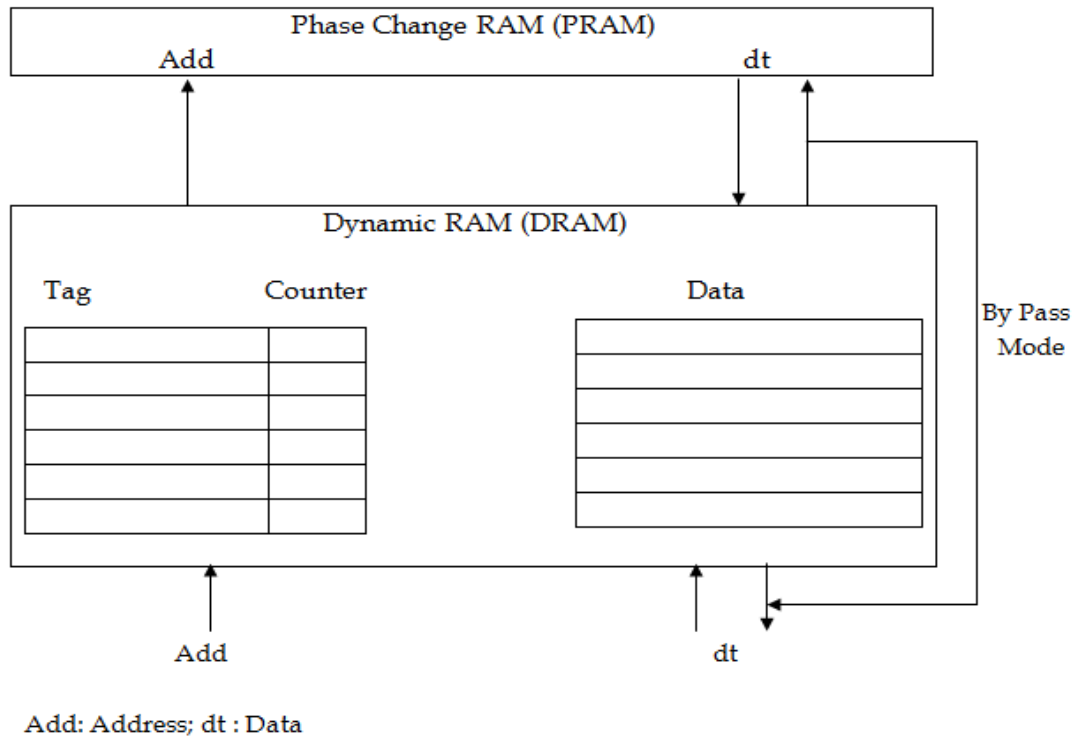 Phase Change RAM (PRAM)
Add dt
Dynamic RAM (DRAM)
Tag Counter Data
By Pass
Mode
Add dt
Add: Address; dt : Data